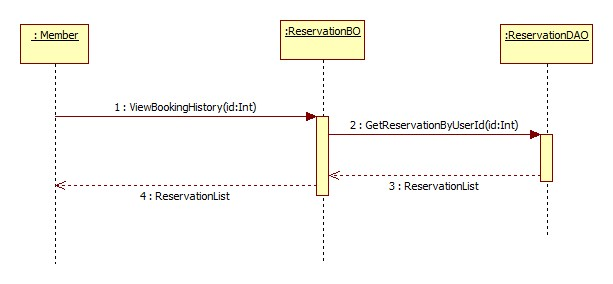 : Member
:ReservationBO
:ReservationDAO
1 : ViewBookingHistory(id:Int)
2 : GetReservationByUserId(id:Int)
3 : ReservationList
4 : ReservationList